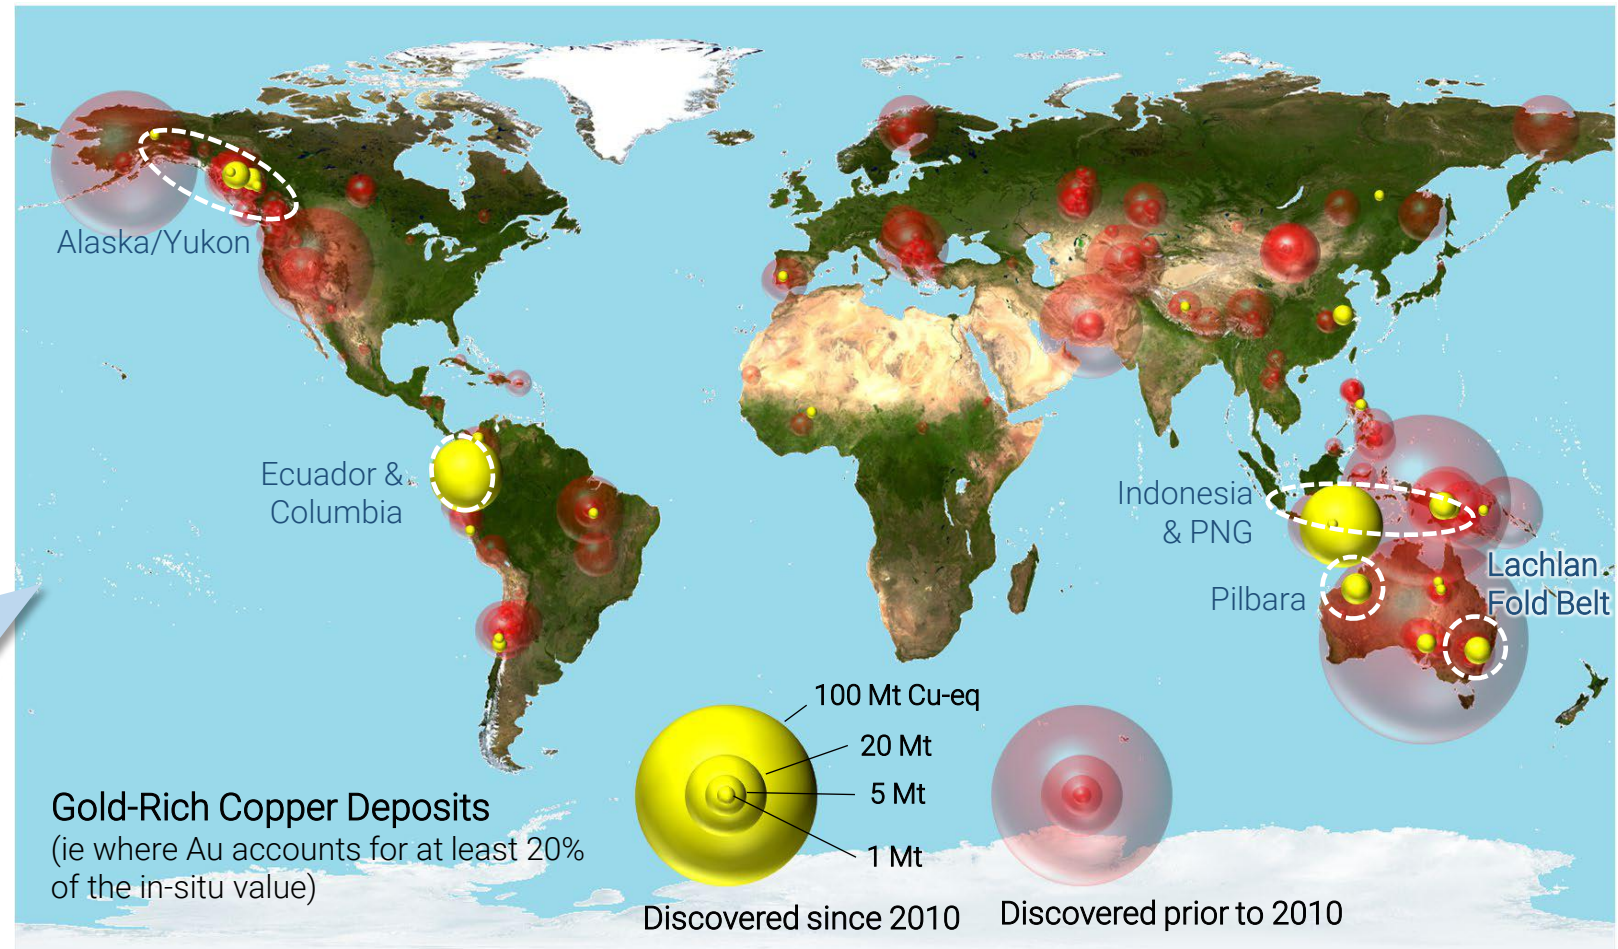 Alaska/Yukon
Ecuador &
Columbia
Indonesia
& PNG
Pilbara
Lachlan
Fold Belt
100 Mt Cu-eq
20 Mt
5 Mt
1 Mt
Gold-Rich Copper Deposits
(ie where Au accounts for at least 20%
of the in-situ value)
Discovered since 2010
Discovered prior to 2010